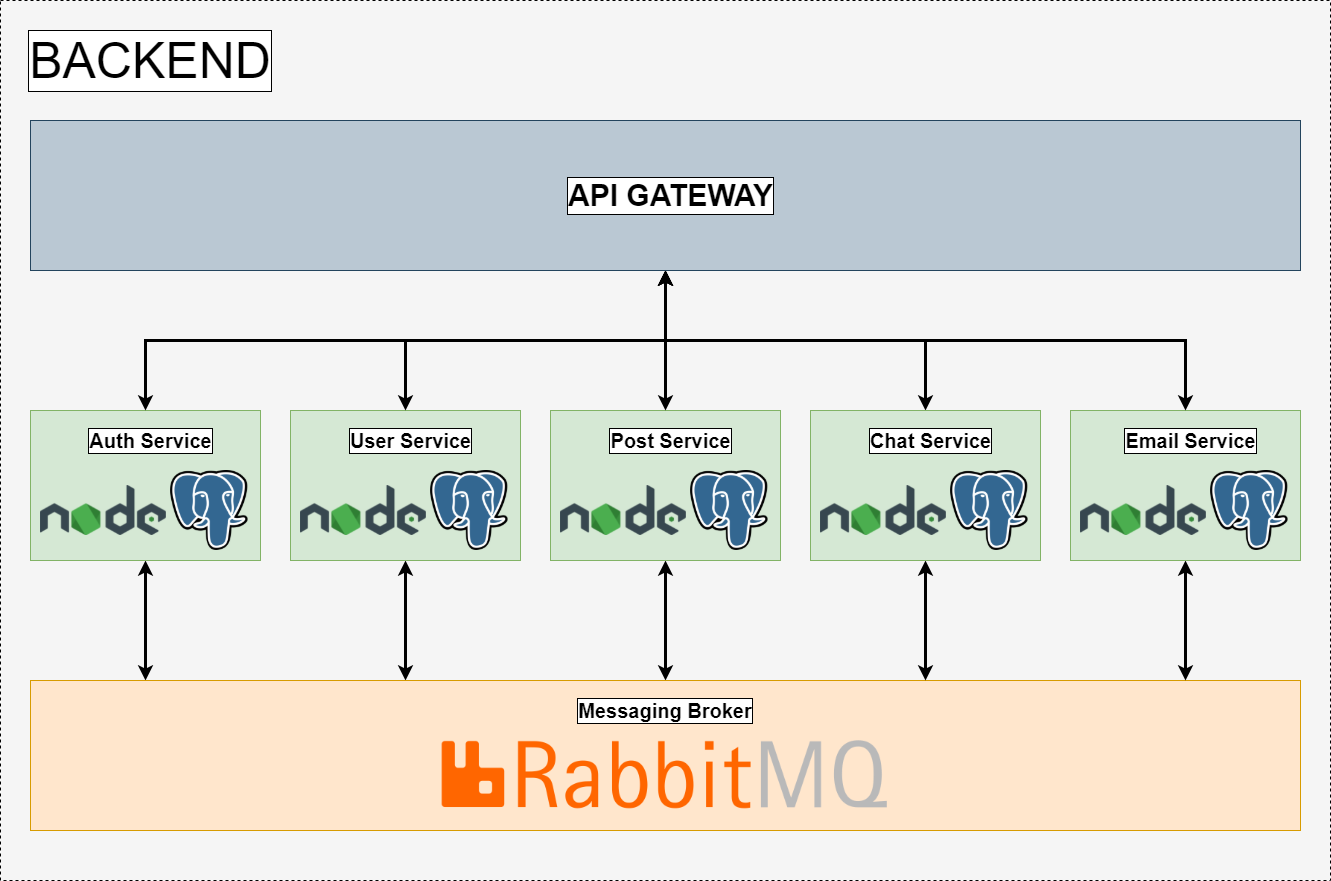 BACKEND
API GATEWAY
Auth Service
User Service
Post Service
Chat Service
Email Service
node
node
node
node
node
Messaging Broker
RabbitMQ